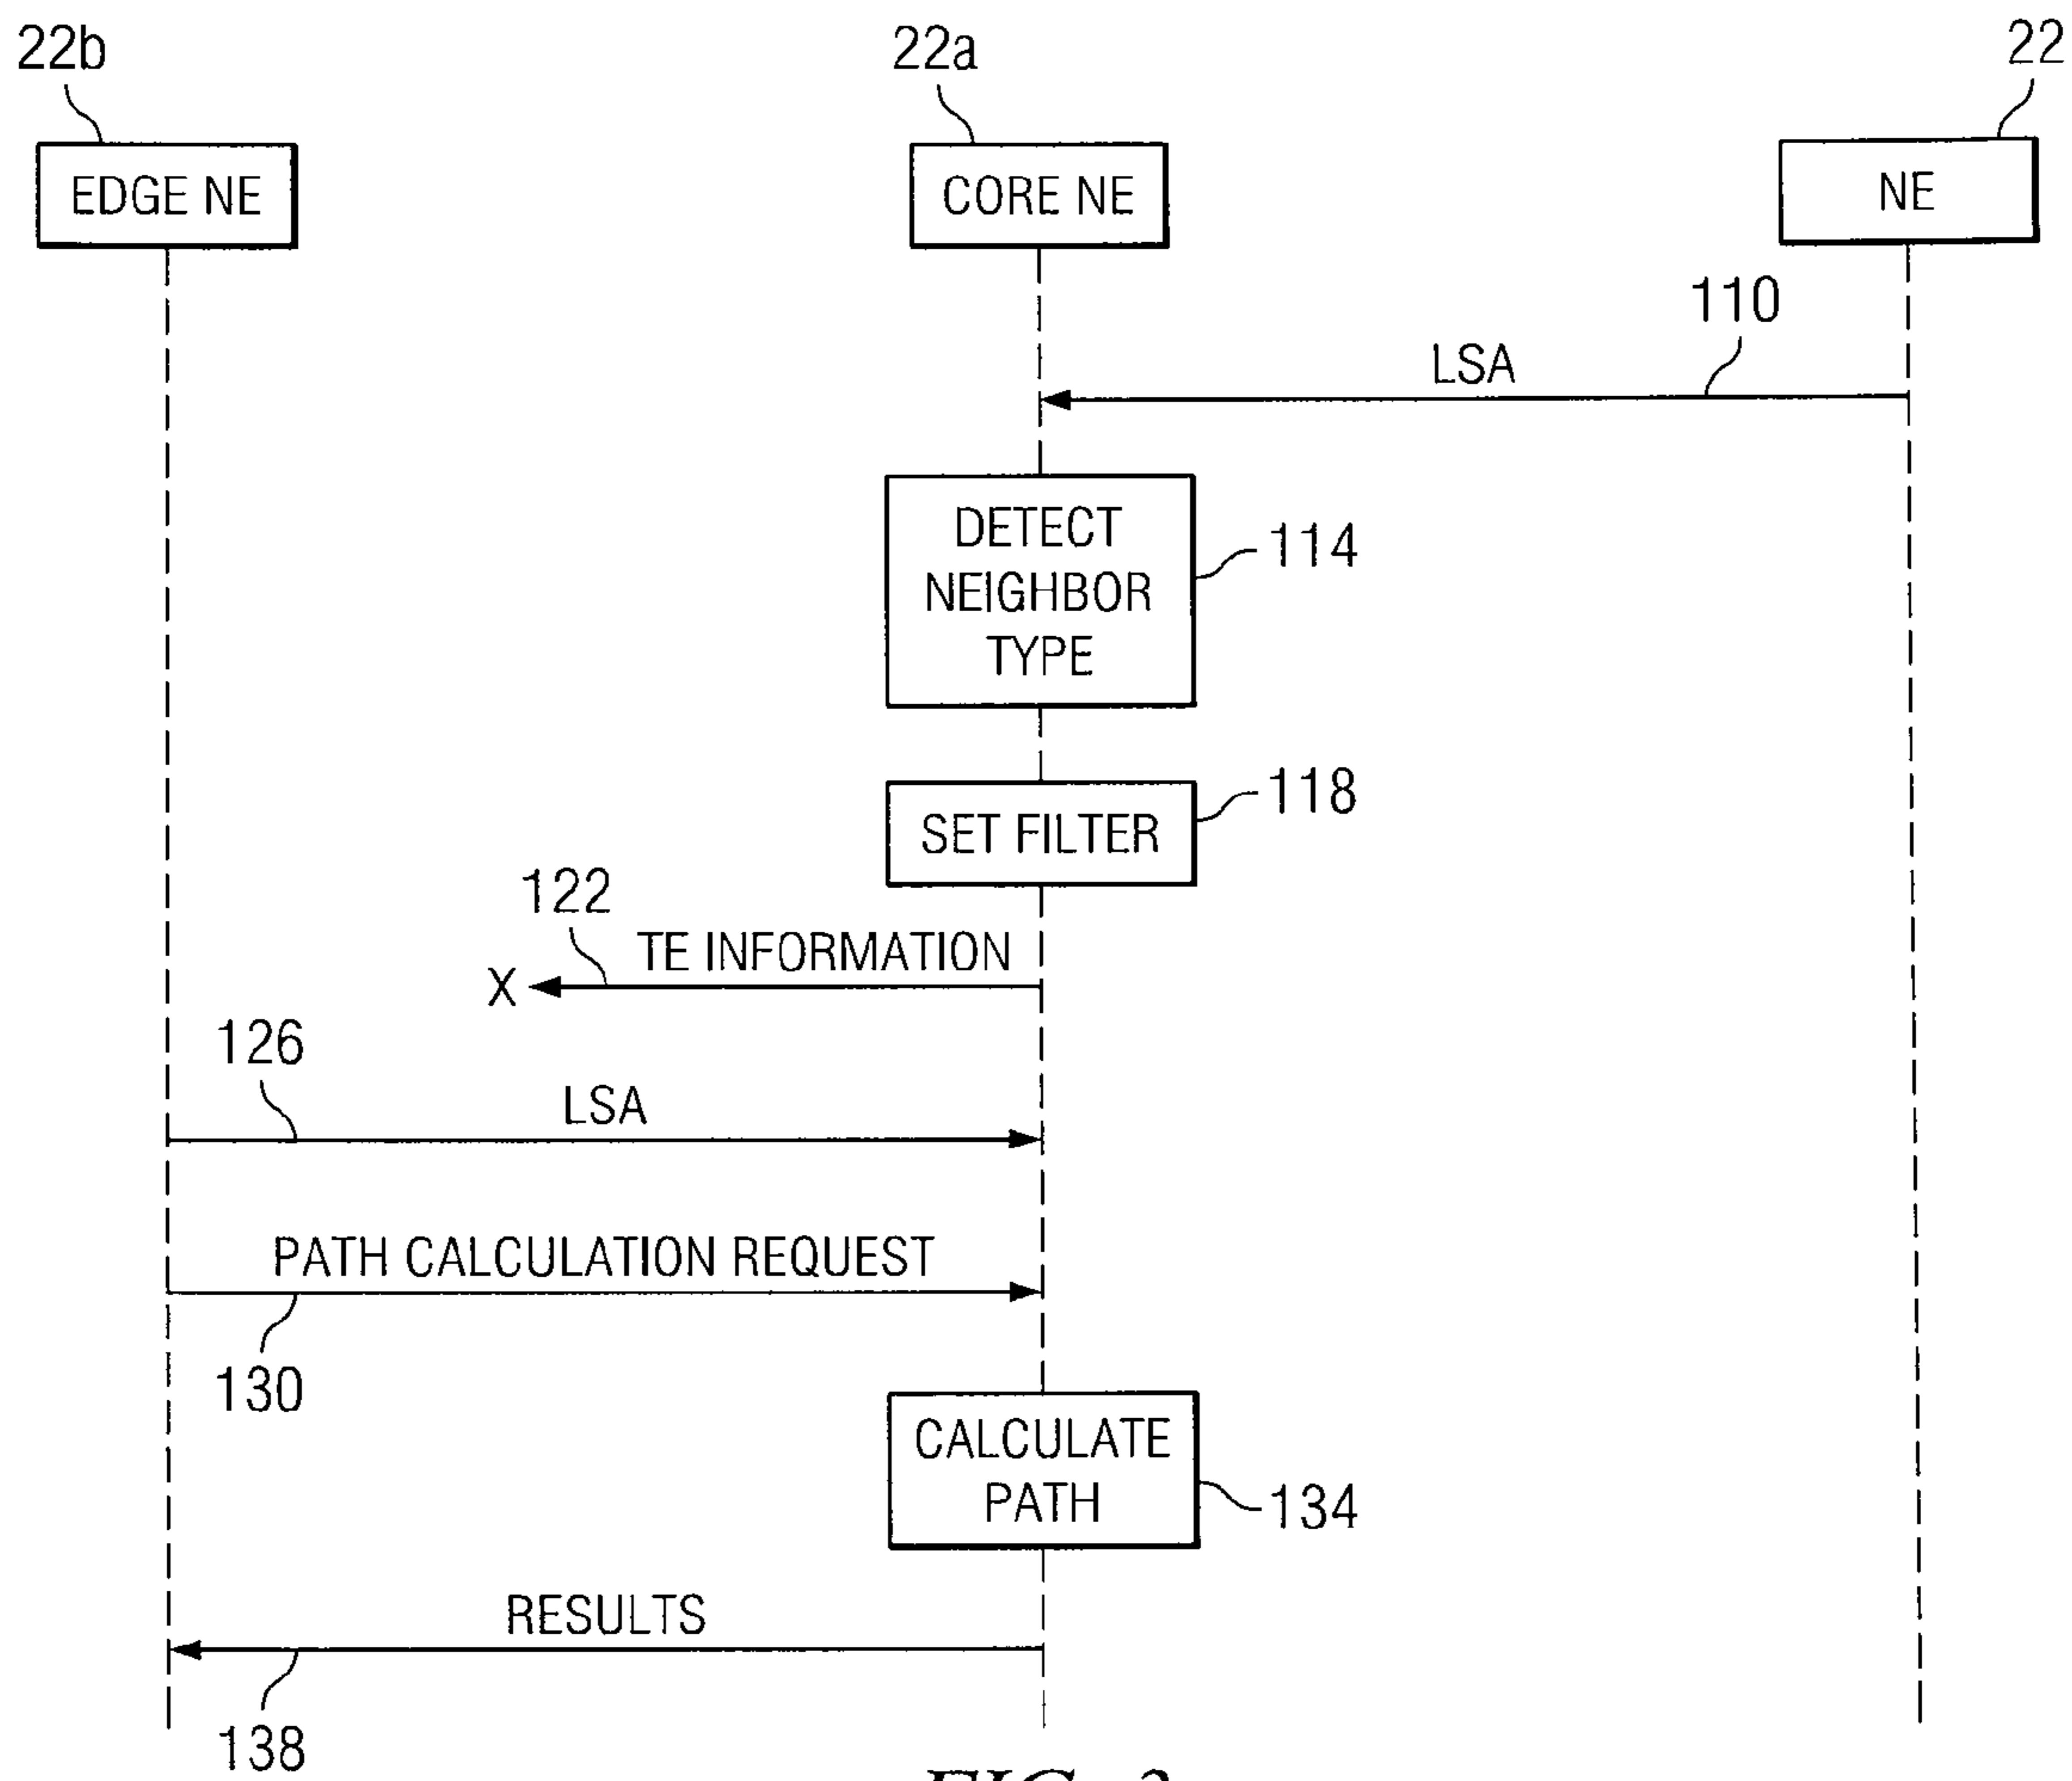 22b
22a
22
EDGE NE
CORE NE
NE
110
LSA
DETECT
NEIGHBOR
TYPE
114
SET FILTER
118
122
TE INFORMATION
X
126
LSA
PATH CALCULATION REQUEST
130
CALCULATE
PATH
134
RESULTS
138